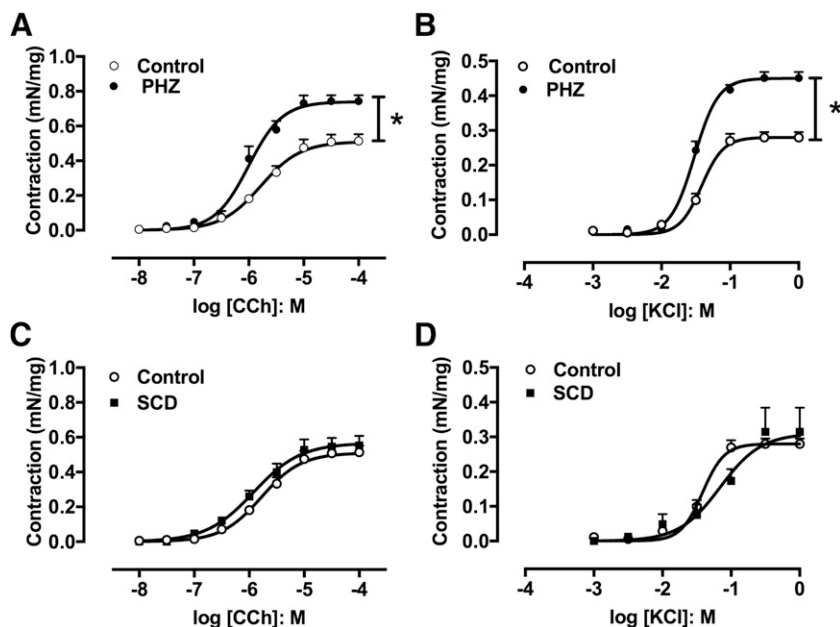 A
Control
PHZ
Contraction (mN/mg)
1.0
0.8
0.6
0.4
0.2
0.0
*
-8 -7 -6 -5 -4
log [CCh]: M
B
Control
PHZ
Contraction (mN/mg)
0.5
0.4
0.3
0.2
0.1
0.0
*
-4 -3 -2 -1 0
log [KCl]: M
C
Control
SCD
Contraction (mN/mg)
1.0
0.8
0.6
0.4
0.2
0.0
-8 -7 -6 -5 -4
log [CCh]: M
D
Control
SCD
Contraction (mN/mg)
0.5
0.4
0.3
0.2
0.1
0.0
-4 -3 -2 -1 0
log [KCl]: M